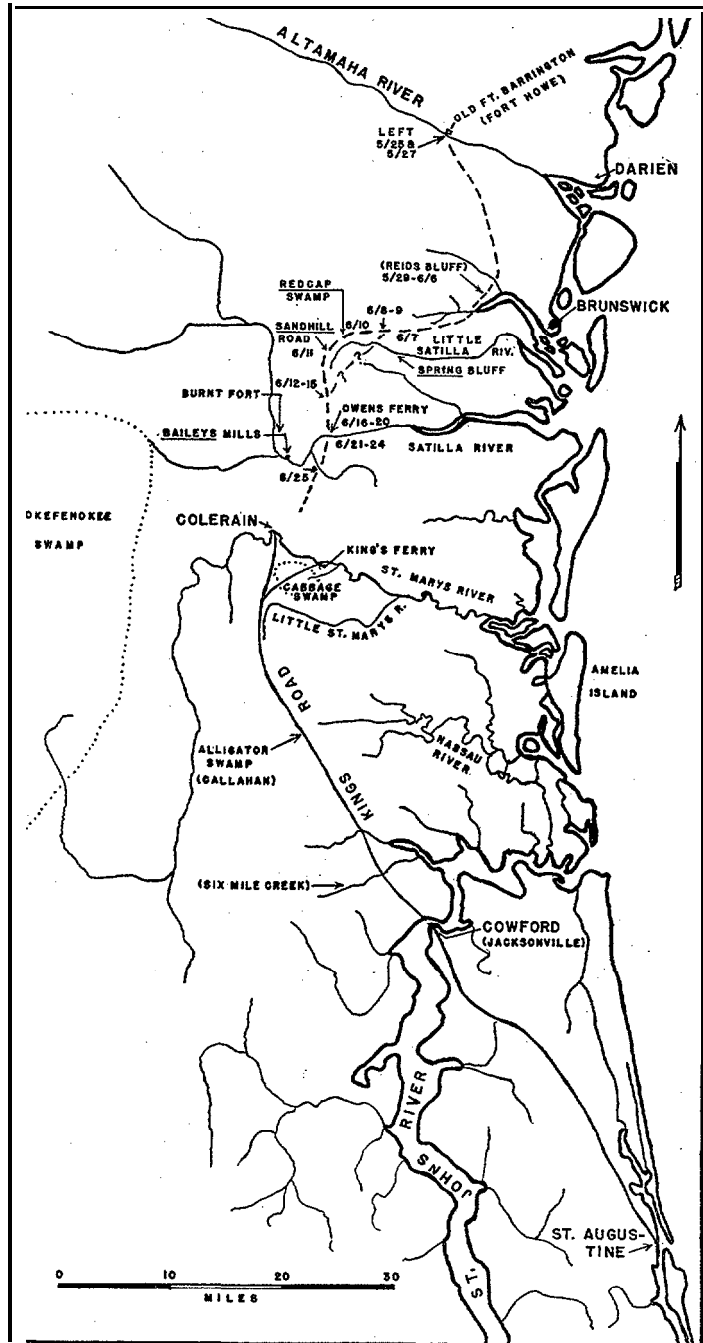 ALTAMAHA RIVER
OLD FT. BARRINGTON
(FORT HOWE)
LEFT
5/25 &
5/27
DARIEN
(REIDS BLUFF)
5/29-6/6
REDCAP
SWAMP
BRUNSWICK
6/8-9
6/10
6/7
SANDHILL
ROAD
6/11
LITTLE
SATILLA
RIV.
?
SPRING BLUFF
6/12-15
BURNT FORT
OWENS FERRY
6/16-20
BAILEYS MILLS
6/21-24
SATILLA RIVER
6/25
OKEFENOKEE
SWAMP
COLERAIN
KING'S FERRY
ST. MARYS RIVER
CABBAGE
SWAMP
LITTLE ST. MARYS R.
AMELIA
ISLAND
KINGS ROAD
NASSAU
RIVER
ALLIGATOR
SWAMP
(CALLAHAN)
(SIX MILE CREEK)
COWFORD
(JACKSONVILLE)
ST. JOHNS RIVER
ST. AUGUS-
TINE
0 10 20 30
MILES